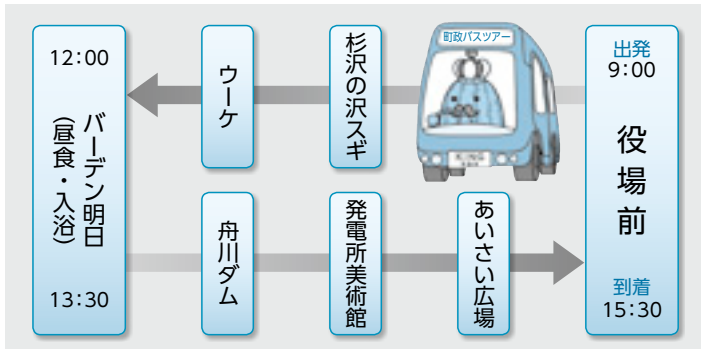 町政バスツアー
出発
9:00
役場前
杉沢の沢スギ
ウーケ
12:00
バーデン明日
(昼食・入浴)
13:30
舟川ダム
発電所美術館
あいさい広場
到着
15:30